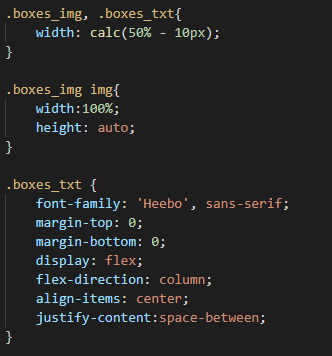 .boxes_img, .boxes_txt{
    width: calc(50% - 10px);
}

.boxes_img img{
    width:100%;
    height: auto;
}

.boxes_txt {
    font-family: 'Heebo', sans-serif;
    margin-top: 0;
    margin-bottom: 0;
    display: flex;
    flex-direction: column;
    align-items: center;
    justify-content:space-between;
}